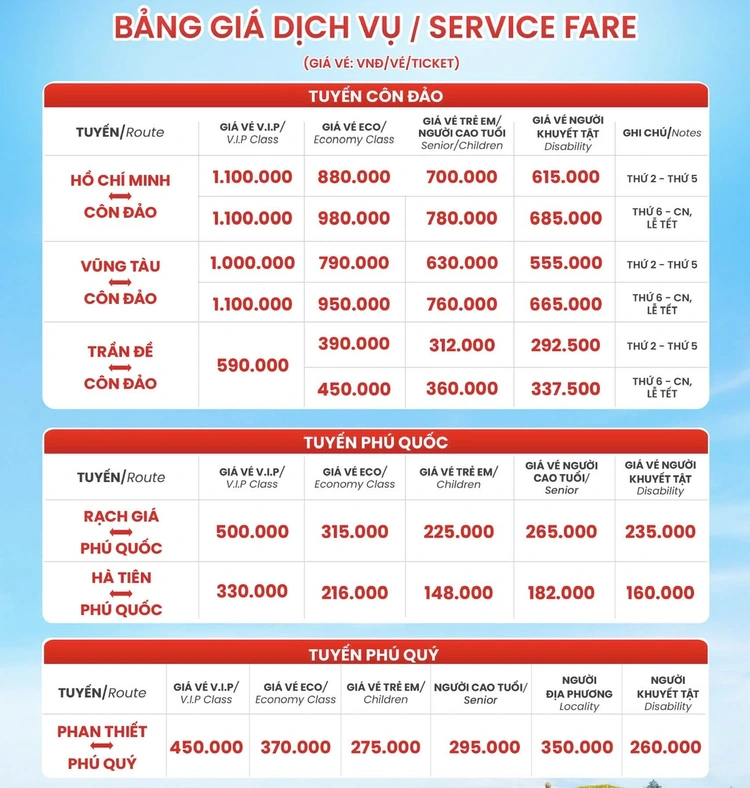 BẢNG GIÁ DỊCH VỤ / SERVICE FARE
(GIÁ VÉ: VNĐ/VÉ/TICKET)
TUYẾN CÔN ĐẢO
TUYẾN/Route
GIÁ VÉ V.I.P/
V.I.P Class
GIÁ VÉ ECO/
Economy Class
GIÁ VÉ TRẺ EM/
NGƯỜI CAO TUỔI
Senior/Children
GIÁ VÉ NGƯỜI
KHUYẾT TẬT
Disability
GHI CHÚ/Notes
HỒ CHÍ MINH
CÔN ĐẢO
1.100.000 880.000 700.000 615.000 THỨ 2 - THỨ 5
1.100.000 980.000 780.000 685.000 THỨ 6 - CN,
LỄ TẾT
VŨNG TÀU
CÔN ĐẢO
1.000.000 790.000 630.000 555.000 THỨ 2 - THỨ 5
1.100.000 950.000 760.000 665.000 THỨ 6 - CN,
LỄ TẾT
TRẦN ĐỀ
CÔN ĐẢO
590.000
390.000 312.000 292.500 THỨ 2 - THỨ 5
450.000 360.000 337.500 THỨ 6 - CN,
LỄ TẾT
TUYẾN PHÚ QUỐC
TUYẾN/Route
GIÁ VÉ V.I.P/
V.I.P Class
GIÁ VÉ ECO/
Economy Class
GIÁ VÉ TRẺ EM/
Children
GIÁ VÉ NGƯỜI
CAO TUỔI/
Senior
GIÁ VÉ NGƯỜI
KHUYẾT TẬT
Disability
RẠCH GIÁ
PHÚ QUỐC
500.000 315.000 225.000 265.000 235.000
HÀ TIÊN
PHÚ QUỐC
330.000 216.000 148.000 182.000 160.000
TUYẾN PHÚ QUÝ
TUYẾN/Route
GIÁ VÉ V.I.P/
V.I.P Class
GIÁ VÉ ECO/
Economy Class
GIÁ VÉ TRẺ EM/
Children
NGƯỜI CAO TUỔI/
Senior
NGƯỜI
ĐỊA PHƯƠNG
Locality
NGƯỜI
KHUYẾT TẬT
Disability
PHAN THIẾT
PHÚ QUÝ
450.000 370.000 275.000 295.000 350.000 260.000